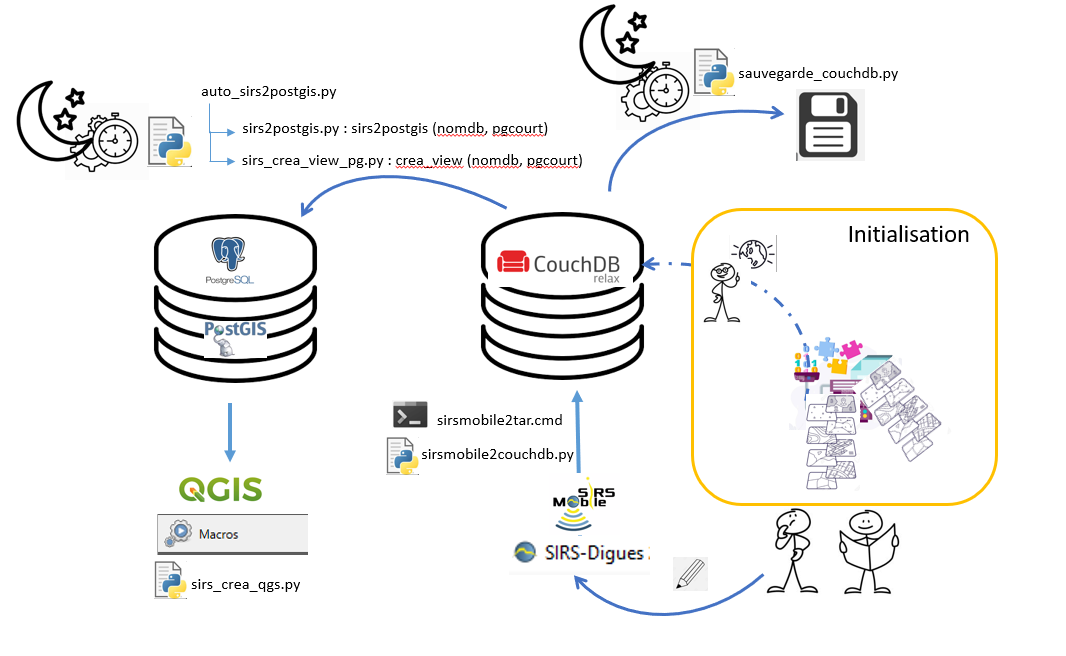 auto_sirs2postgis.py
sirs2postgis.py : sirs2postgis (nomdb, pgcourt)
sirs_crea_view_pg.py : crea_view (nomdb, pgcourt)
sauvegarde_couchdb.py
Initialisation
PostgreSQL
PostGIS
CouchDB
relax
sirsmobile2tar.cmd
sirsmobile2couchdb.py
SIRS
Mobile
SIRS-Digues
QGIS
Macros
sirs_crea_qgs.py